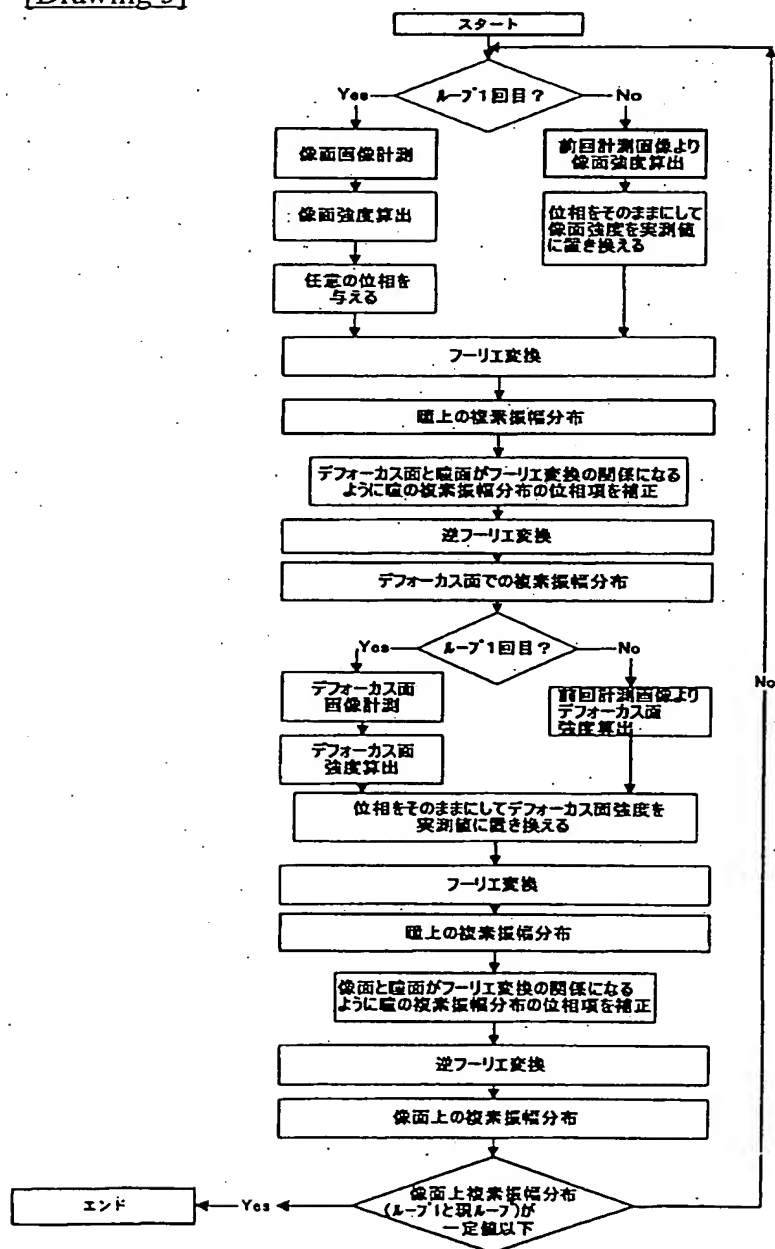 [Drawing 3]
スタート
ループ1回目?
Yes
No
像面画像計測
前回計測画像より
像面強度算出
像面強度算出
位相をそのままにして
像面強度を実測値
に置き換える
任意の位相を
与える
フーリエ変換
瞳上の複素振幅分布
デフォーカス面と瞳面がフーリエ変換の関係になる
ように瞳の複素振幅分布の位相項を補正
逆フーリエ変換
デフォーカス面での複素振幅分布
ループ1回目?
Yes
No
No
デフォーカス面
画像計測
前回計測画像より
デフォーカス面
強度算出
デフォーカス面
強度算出
位相をそのままにしてデフォーカス面強度を
実測値に置き換える
フーリエ変換
瞳上の複素振幅分布
像面と瞳面がフーリエ変換の関係になる
ように瞳の複素振幅分布の位相項を補正
逆フーリエ変換
像面上の複素振幅分布
像面上複素振幅分布
(ループ1と現ループ)が
一定値以下
Yes
エンド